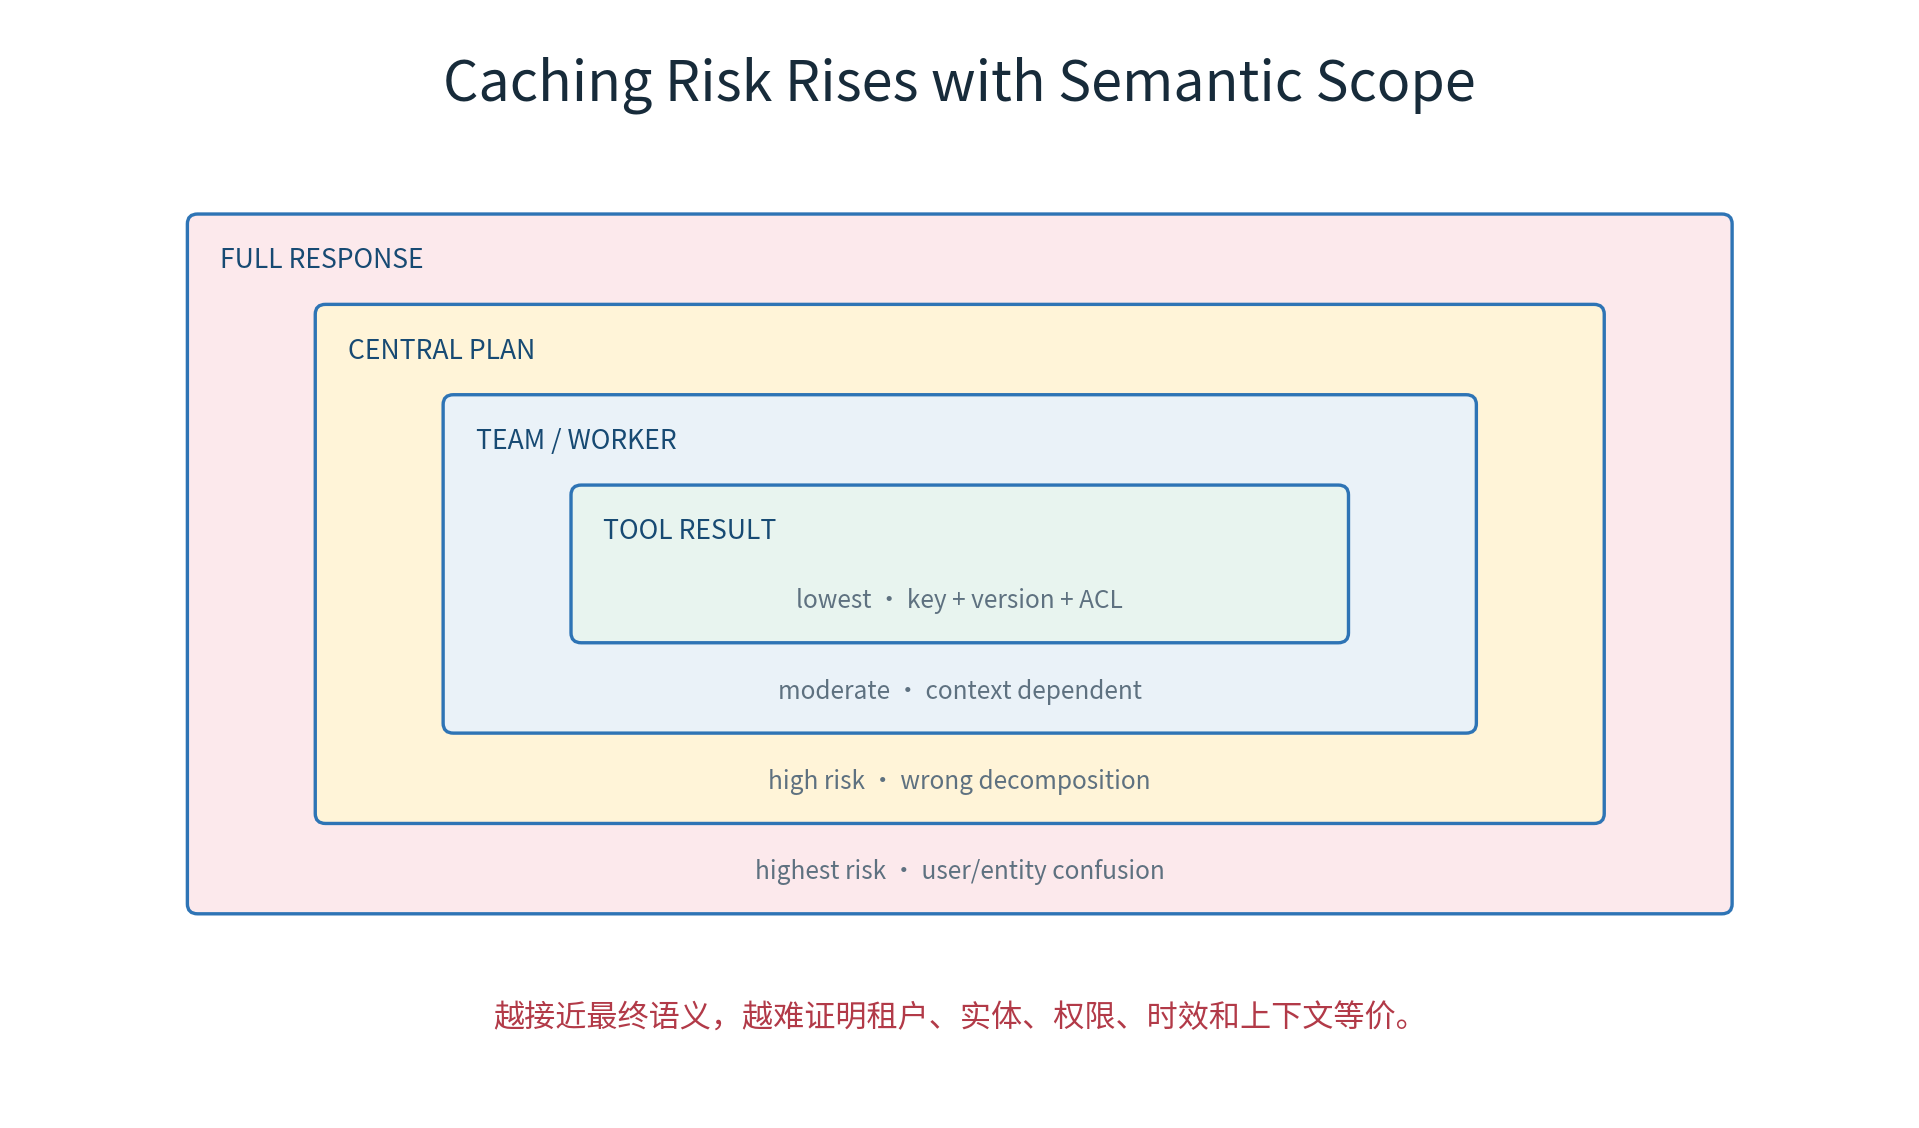 Caching Risk Rises with Semantic Scope
FULL RESPONSE
CENTRAL PLAN
TEAM / WORKER
TOOL RESULT
lowest • key + version + ACL
moderate • context dependent
high risk • wrong decomposition
highest risk • user/entity confusion
越接近最终语义，越难证明租户、实体、权限、时效和上下文等价。